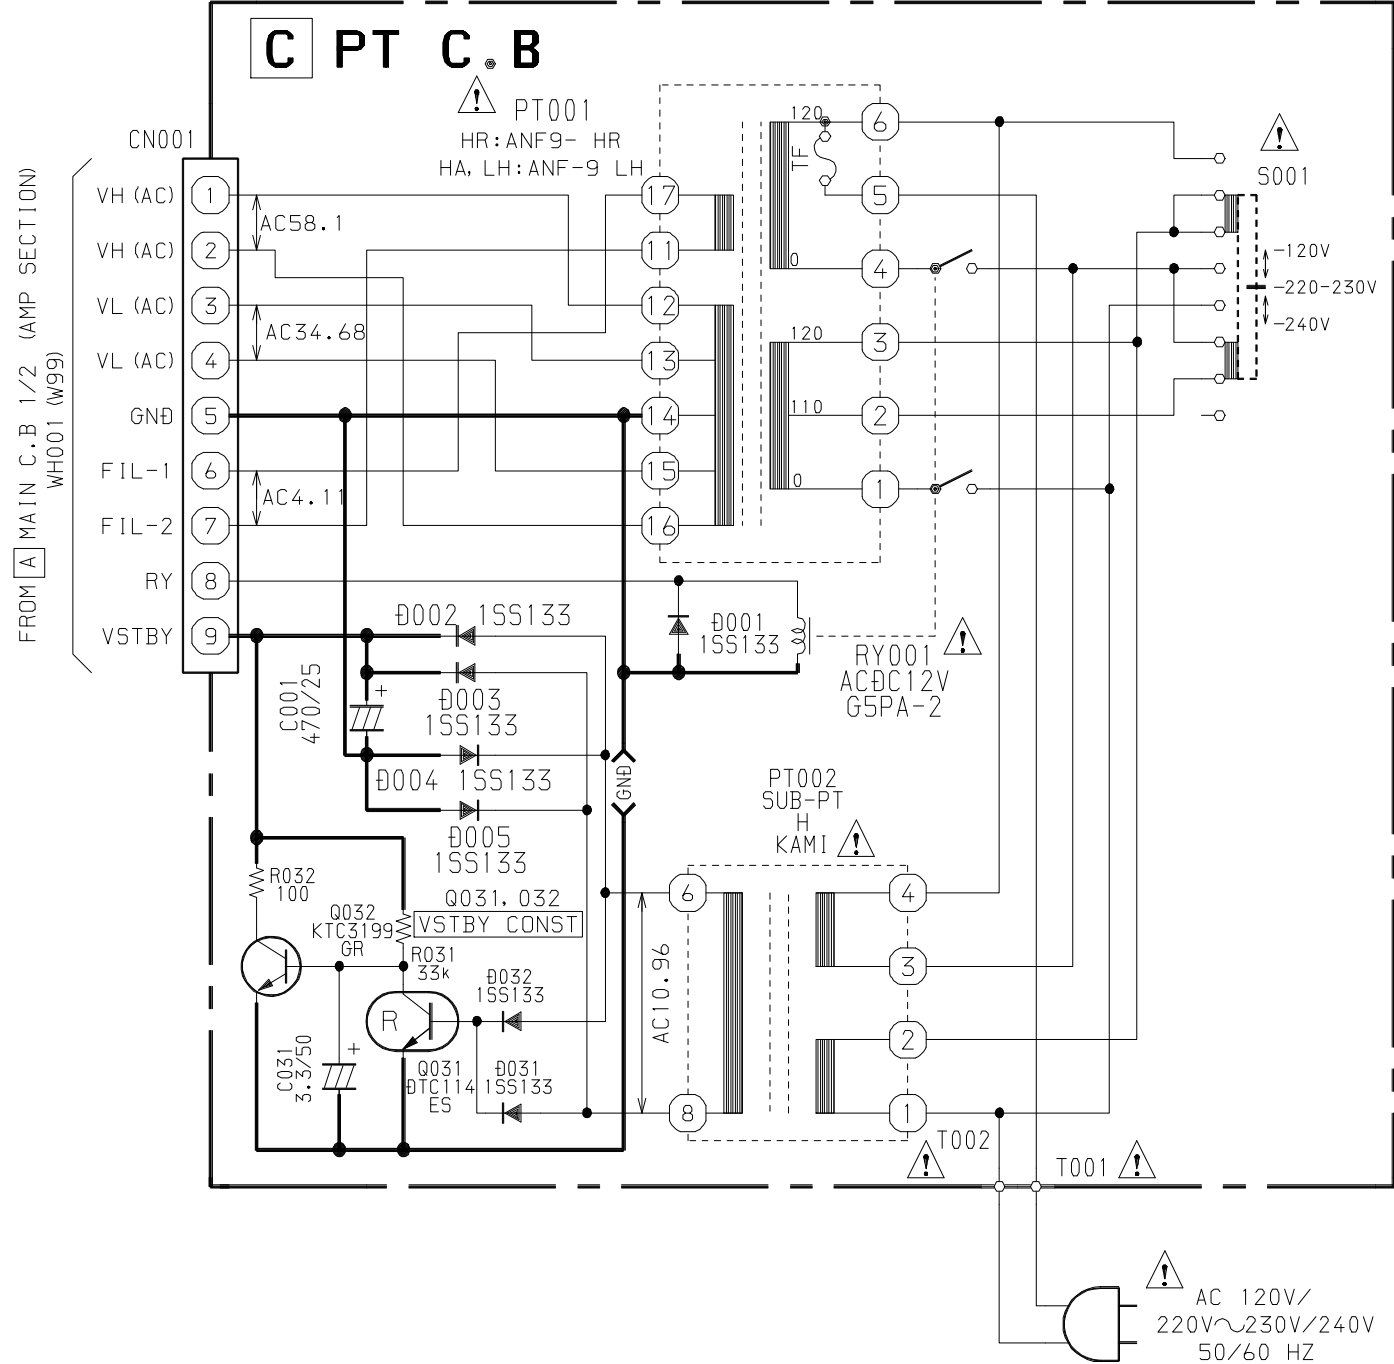 C PT C.B
PT001
HR:ANF9- HR
HA, LH:ANF-9 LH
CN001
FROM A MAIN C.B 1/2 (AMP SECTION)
WH001 (W99)
VH (AC) 1
VH (AC) 2
VL (AC) 3
VL (AC) 4
GND 5
FIL-1 6
FIL-2 7
RY 8
VSTBY 9
AC58.1
AC34.68
AC4.11
17
11
12
13
14
15
16
120
TF
0
120
110
0
6
5
4
3
2
1
S001
-120V
-220-230V
-240V
D002 1SS133
D003
1SS133
C001
470/25
+
D004 1SS133
D005
1SS133
D001
1SS133
RY001
ACDC12V
G5PA-2
GND
PT002
SUB-PT
H
KAMI
6
8
4
3
2
1
AC10.96
R032
100
Q032
KTC3199
GR
Q031, 032
VSTBY CONST
R031
33k
D032
1SS133
R
C031
3.3/50
+
Q031
DTC114
ES
D031
1SS133
T002
T001
AC 120V/
220V～230V/240V
50/60 HZ